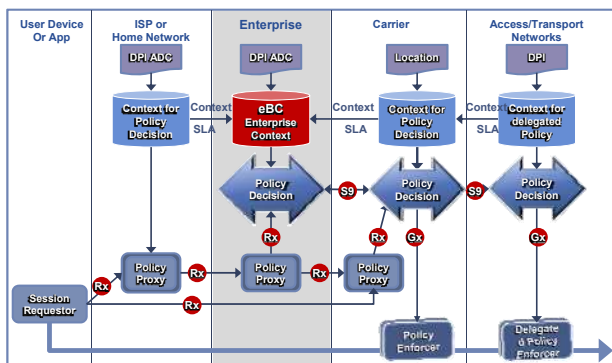 User Device
Or App
ISP or
Home Network
Enterprise
Carrier
Access/Transport
Networks
DPI/ADC
DPI/ADC
Location
DPI
Context for
Policy
Decision
Context
SLA
eBC
Enterprise
Context
Context
SLA
Context for
Policy
Decision
Context
SLA
Context for
delegated
Policy
Policy
Decision
S9
Policy
Decision
S9
Policy
Decision
Rx
Rx
Gx
Gx
Rx
Policy
Proxy
Rx
Policy
Proxy
Rx
Policy
Proxy
Session
Requestor
Rx
Policy
Enforcer
Delegate
d Policy
Enforcer